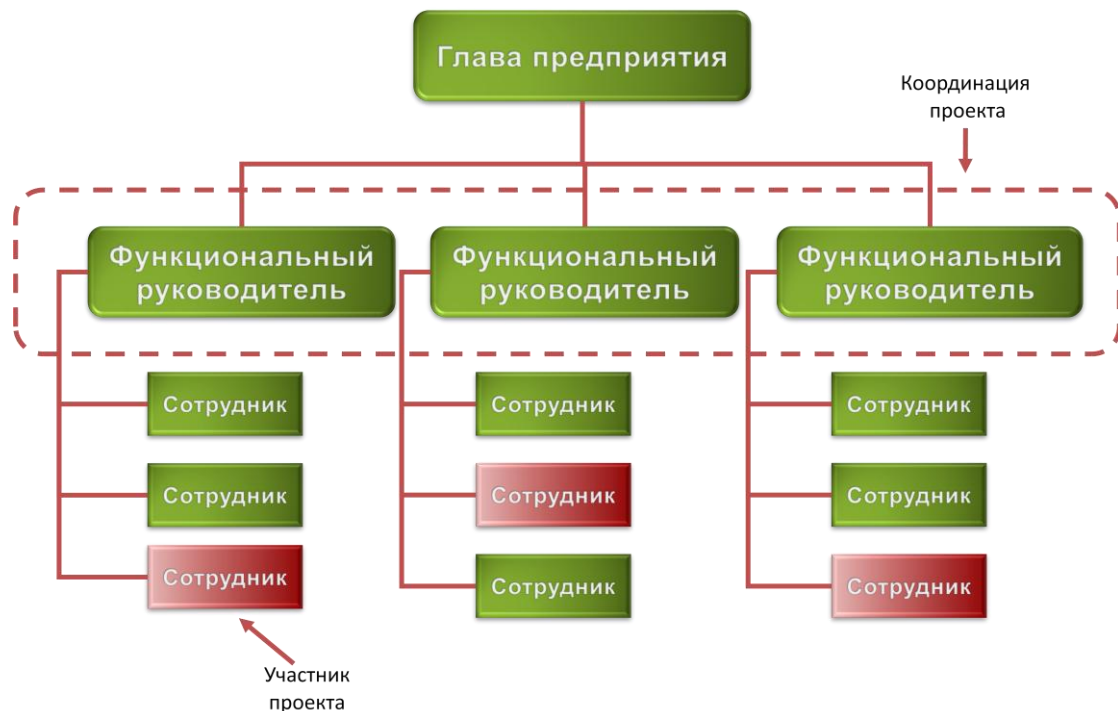 Глава предприятия
Координация
проекта
Функциональный
руководитель
Функциональный
руководитель
Функциональный
руководитель
Сотрудник
Сотрудник
Сотрудник
Сотрудник
Сотрудник
Сотрудник
Сотрудник
Сотрудник
Сотрудник
Участник
проекта